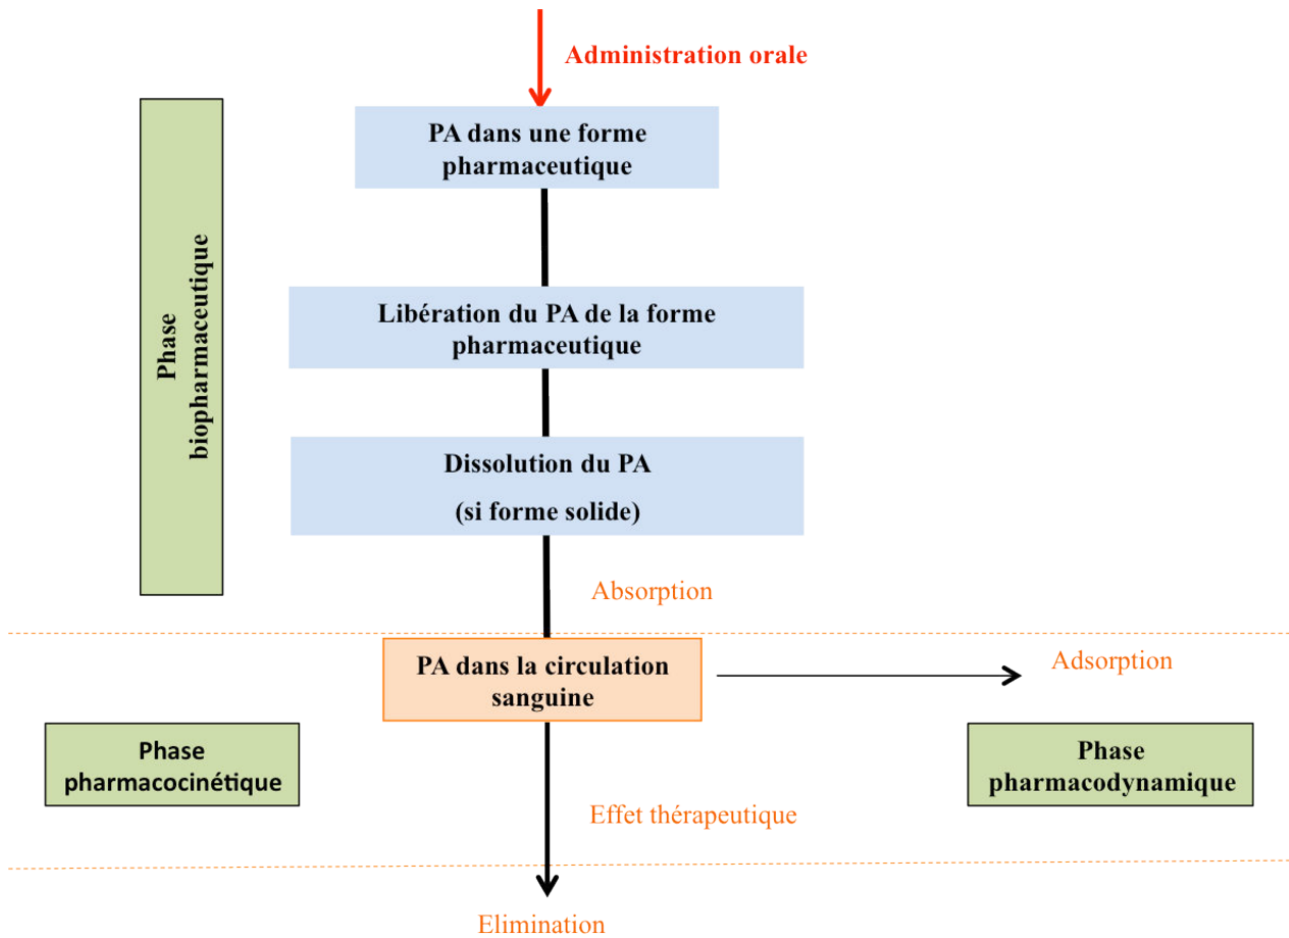 Administration orale
PA dans une forme
pharmaceutique
Phase
biopharmaceutique
Libération du PA de la forme
pharmaceutique
Dissolution du PA
(si forme solide)
Absorption
PA dans la circulation
sanguine
Adsorption
Phase
pharmacocinétique
Phase
pharmacodynamique
Effet thérapeutique
Elimination